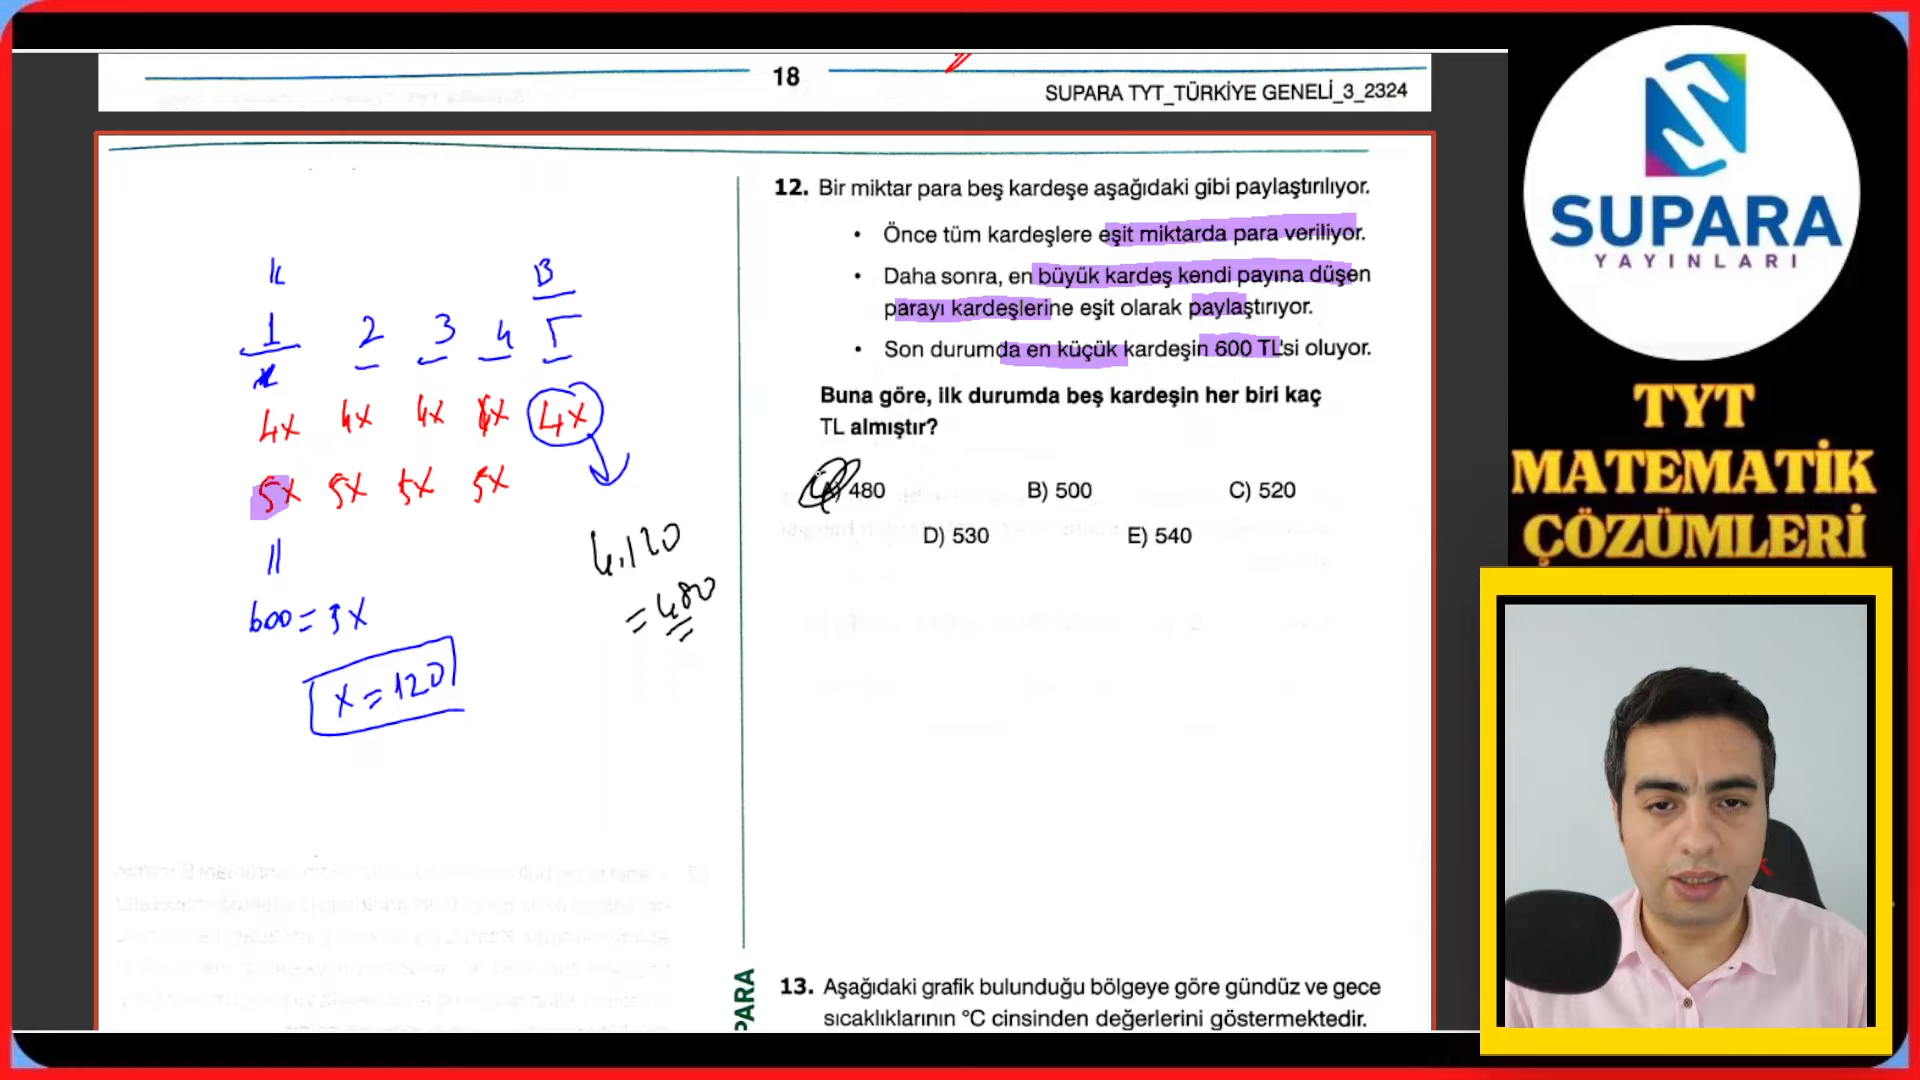 18
SUPARA TYT_TÜRKİYE GENELİ_3_2324
12. Bir miktar para beş kardeşe aşağıdaki gibi paylaştırılıyor.
• Önce tüm kardeşlere eşit miktarda para veriliyor.
• Daha sonra, en büyük kardeş kendi payına düşen
parayı kardeşlerine eşit olarak paylaştırıyor.
• Son durumda en küçük kardeşin 600 TL'si oluyor.
Buna göre, ilk durumda beş kardeşin her biri kaç
TL almıştır?
A) 480 B) 500 C) 520
D) 530 E) 540
K B
1 2 3 4 5
4x 4x 4x 4x 4x
5x 5x 5x 5x
||
600 = 5x
x = 120
4.120
= 480
PARA
13. Aşağıdaki grafik bulunduğu bölgeye göre gündüz ve gece
sıcaklıklarının °C cinsinden değerlerini göstermektedir.
SUPARA
YAYINLARI
TYT
MATEMATİK
ÇÖZÜMLERİ